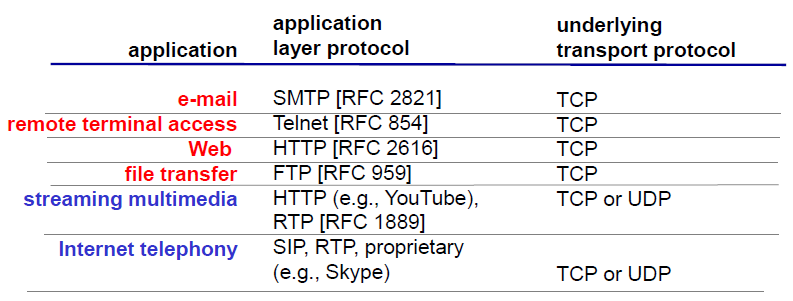 application
application layer protocol
underlying transport protocol
e-mail SMTP [RFC 2821] TCP
remote terminal access Telnet [RFC 854] TCP
Web HTTP [RFC 2616] TCP
file transfer FTP [RFC 959] TCP
streaming multimedia HTTP (e.g., YouTube), TCP or UDP
RTP [RFC 1889]
Internet telephony SIP, RTP, proprietary
(e.g., Skype) TCP or UDP